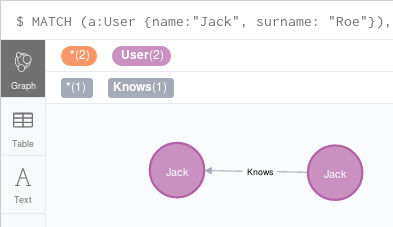 $ MATCH (a:User {name:"Jack", surname: "Roe"}),
*(2) User(2)
Graph
*(1) Knows(1)
Table
Text
Jack Knows Jack